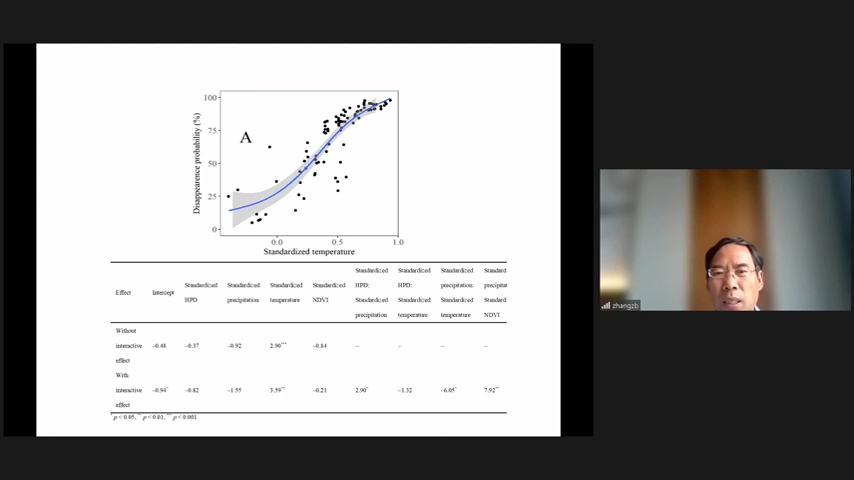 100
75
50
25
0
A
Disappearance probability (%)
0.0 0.5 1.0
Standardized temperature
Effect Intercept Standardized HPD Standardized precipitation Standardized temperature Standardized NDVI Standardized HPD: Standardized precipitation Standardized HPD: Standardized temperature Standardized precipitation: Standardized temperature Standard precipitat Standard NDVI
Without interactive effect –0.48 –0.37 –0.92 2.90*** –0.84 – – – –
With interactive effect –0.94* –0.82 –1.55 3.59** –0.21 2.90* –1.32 –6.05* 7.92**
* p < 0.05, ** p < 0.01, *** p < 0.001
zhangzb